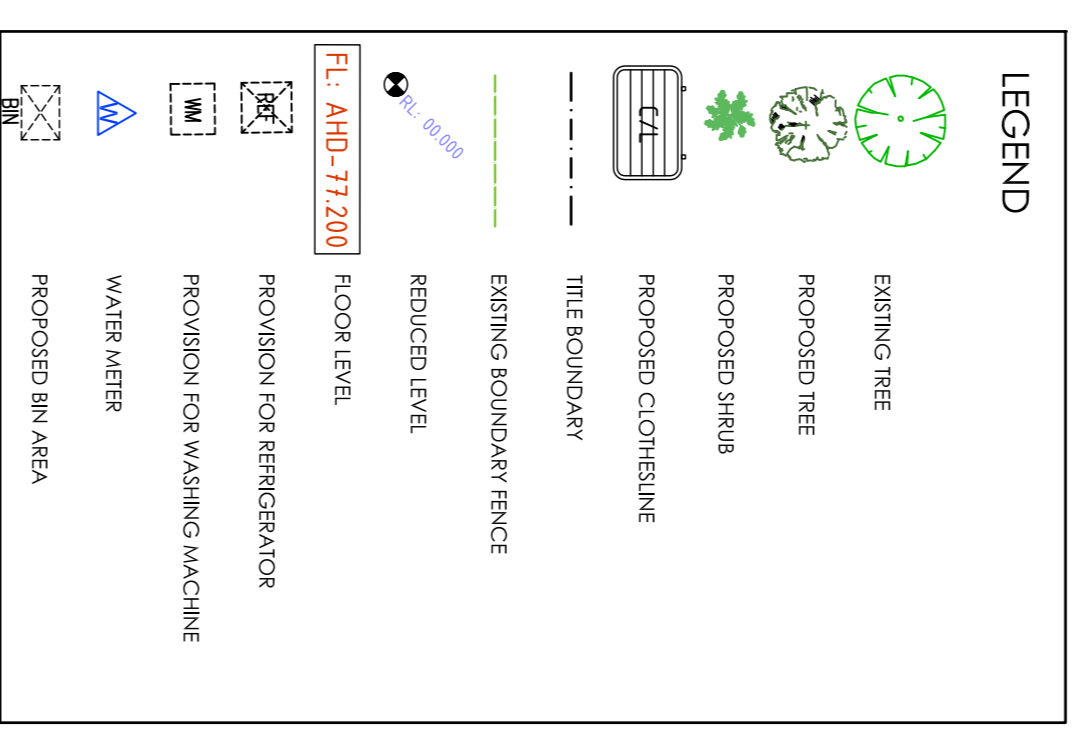 LEGEND
EXISTING TREE
PROPOSED TREE
PROPOSED SHRUB
C/L PROPOSED CLOTHESLINE
TITLE BOUNDARY
EXISTING BOUNDARY FENCE
RL: 00.000 REDUCED LEVEL
FL: AHD-77.200 FLOOR LEVEL
REF PROVISION FOR REFRIGERATOR
WM PROVISION FOR WASHING MACHINE
W WATER METER
BIN PROPOSED BIN AREA